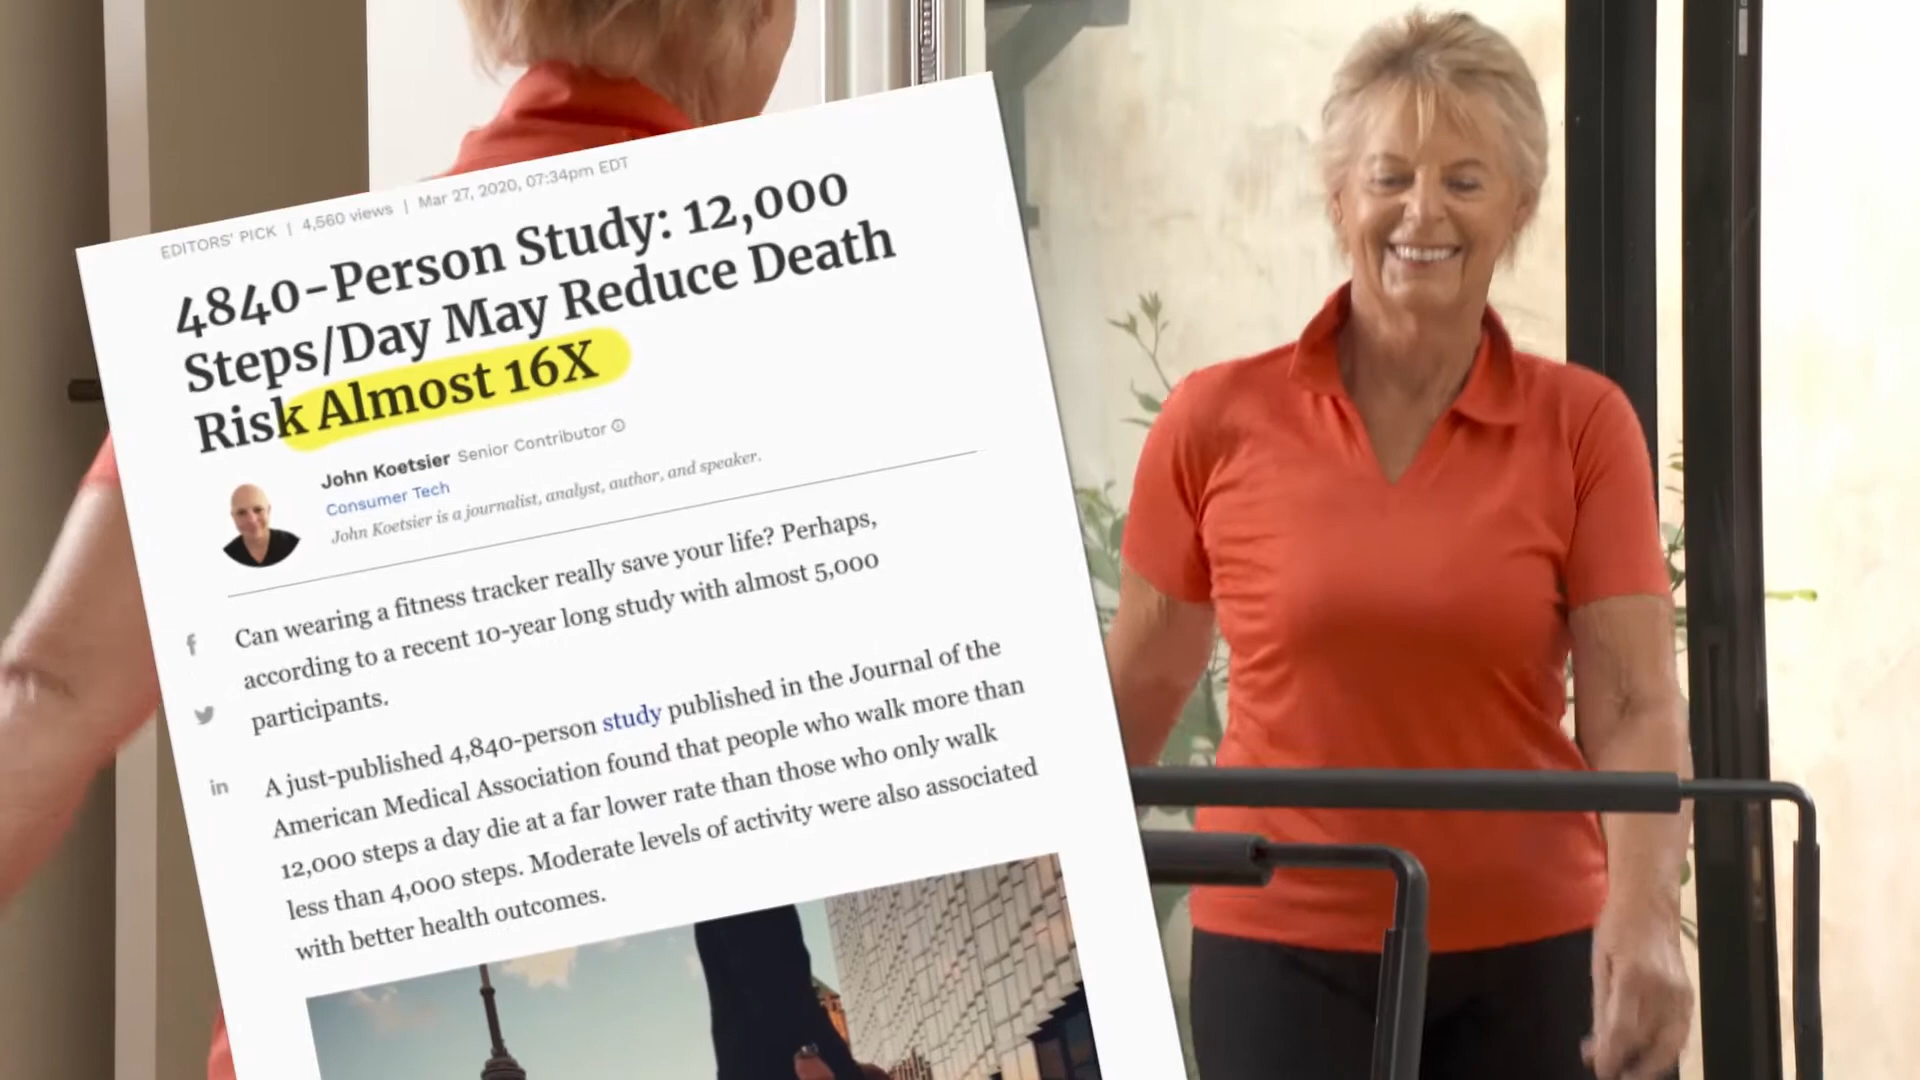 EDITORS' PICK | 4,560 views | Mar 27, 2020, 07:34pm EDT
4840-Person Study: 12,000
Steps/Day May Reduce Death
Risk Almost 16X
John Koetsier Senior Contributor
Consumer Tech
John Koetsier is a journalist, analyst, author, and speaker.
Can wearing a fitness tracker really save your life? Perhaps,
according to a recent 10-year long study with almost 5,000
participants.
A just-published 4,840-person study published in the Journal of the
American Medical Association found that people who walk more than
12,000 steps a day die at a far lower rate than those who only walk
less than 4,000 steps. Moderate levels of activity were also associated
with better health outcomes.
f
in